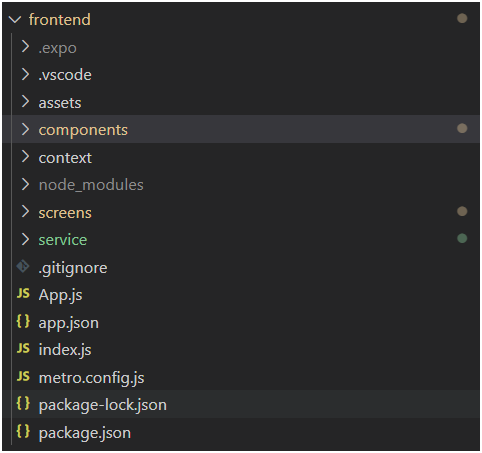 frontend
.expo
.vscode
assets
components
context
node_modules
screens
service
.gitignore
JS App.js
{} app.json
JS index.js
JS metro.config.js
{} package-lock.json
{} package.json